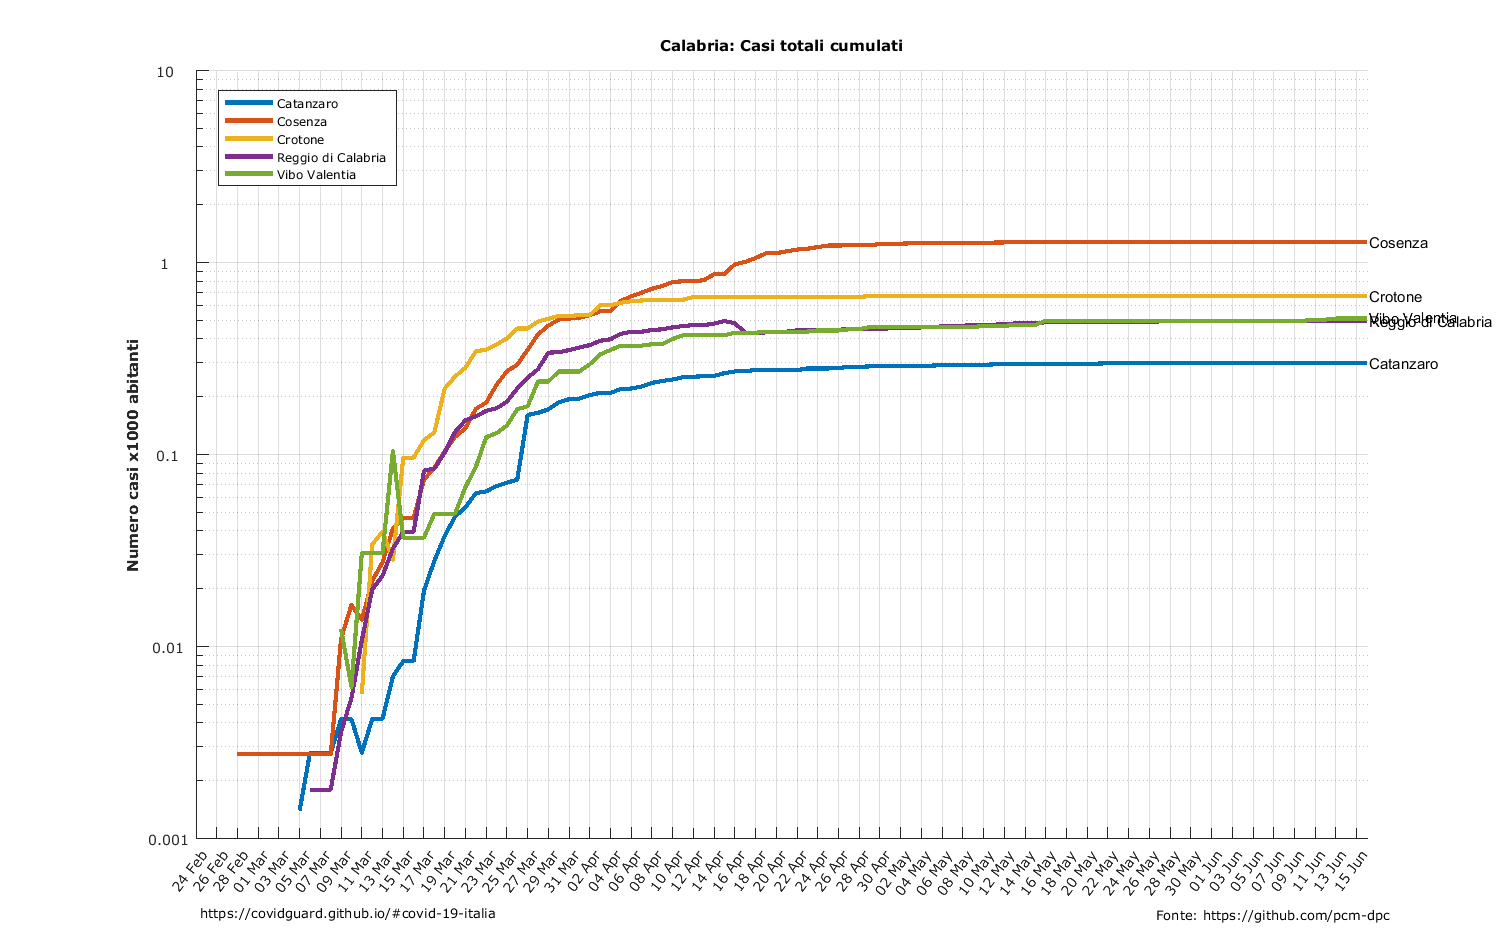 Calabria: Casi totali cumulati
10
1
0.1
0.01
0.001
Numero casi x1000 abitanti
Catanzaro
Cosenza
Crotone
Reggio di Calabria
Vibo Valentia
Cosenza
Crotone
Vibo Valentia
Reggio di Calabria
Catanzaro
24 Feb
26 Feb
28 Feb
01 Mar
03 Mar
05 Mar
07 Mar
09 Mar
11 Mar
13 Mar
15 Mar
17 Mar
19 Mar
21 Mar
23 Mar
25 Mar
27 Mar
29 Mar
31 Mar
02 Apr
04 Apr
06 Apr
08 Apr
10 Apr
12 Apr
14 Apr
16 Apr
18 Apr
20 Apr
22 Apr
24 Apr
26 Apr
28 Apr
30 Apr
02 May
04 May
06 May
08 May
10 May
12 May
14 May
16 May
18 May
20 May
22 May
24 May
26 May
28 May
30 May
01 Jun
03 Jun
05 Jun
07 Jun
09 Jun
11 Jun
13 Jun
15 Jun
https://covidguard.github.io/#covid-19-italia
Fonte: https://github.com/pcm-dpc